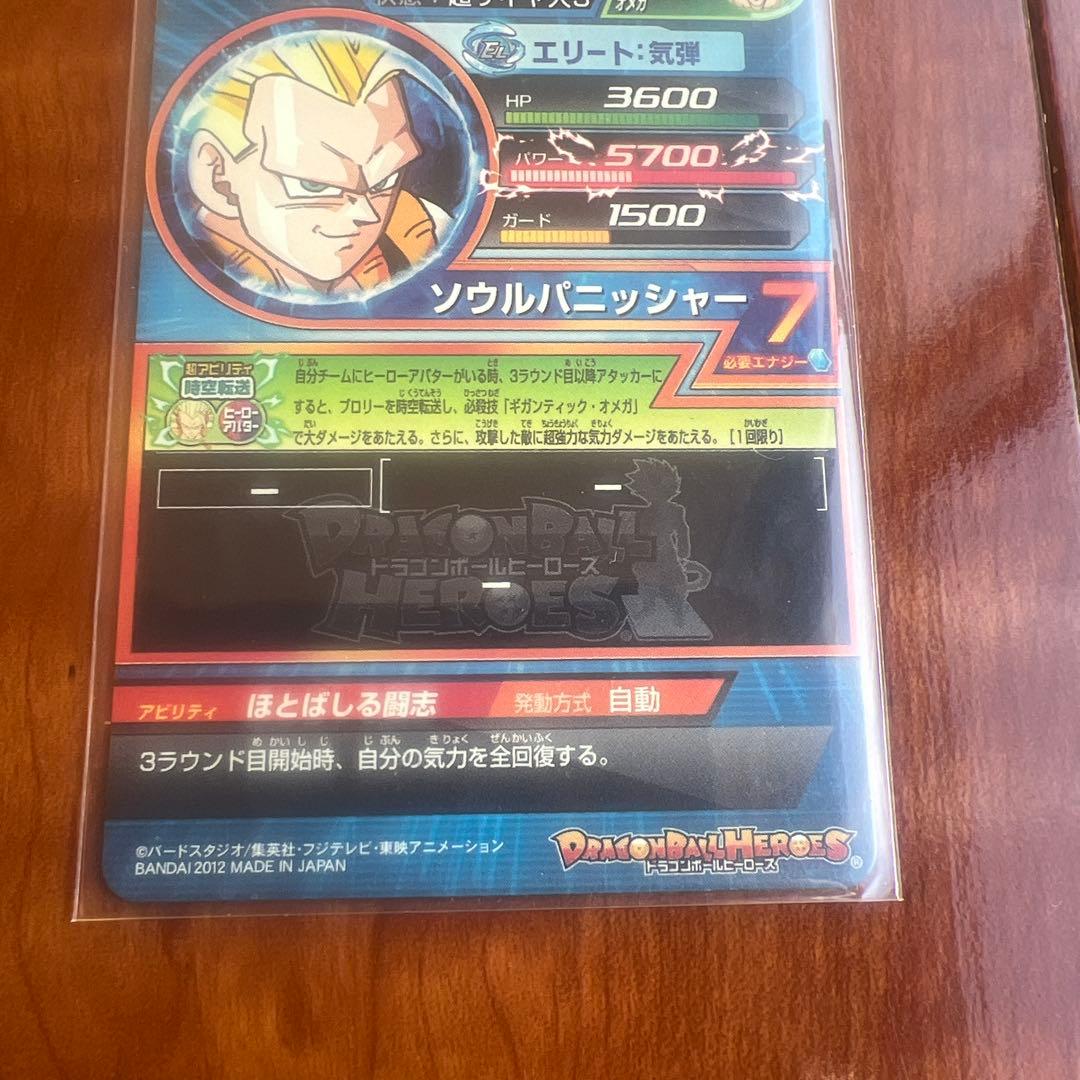 オメガ
EL
エリート:気弾
HP 3600
パワー 5700
ガード 1500
ソウルパニッシャー 7
必要エナジー
超アビリティ
時空転送
ヒーロー
アバター
自分チームにヒーローアバターがいる時、3ラウンド目以降アタッカーに
すると、ブロリーを時空転送し、必殺技「ギガンティック・オメガ」
で大ダメージをあたえる。さらに、攻撃した敵に超強力な気力ダメージをあたえる。[1回限り]
DRAGONBALL
ドラゴンボールヒーローズ
HEROES®
アビリティ ほとばしる闘志 発動方式 自動
3ラウンド目開始時、自分の気力を全回復する。
©バードスタジオ/集英社・フジテレビ・東映アニメーション
BANDAI 2012 MADE IN JAPAN
DRAGONBALL HEROES®
ドラゴンボールヒーローズ